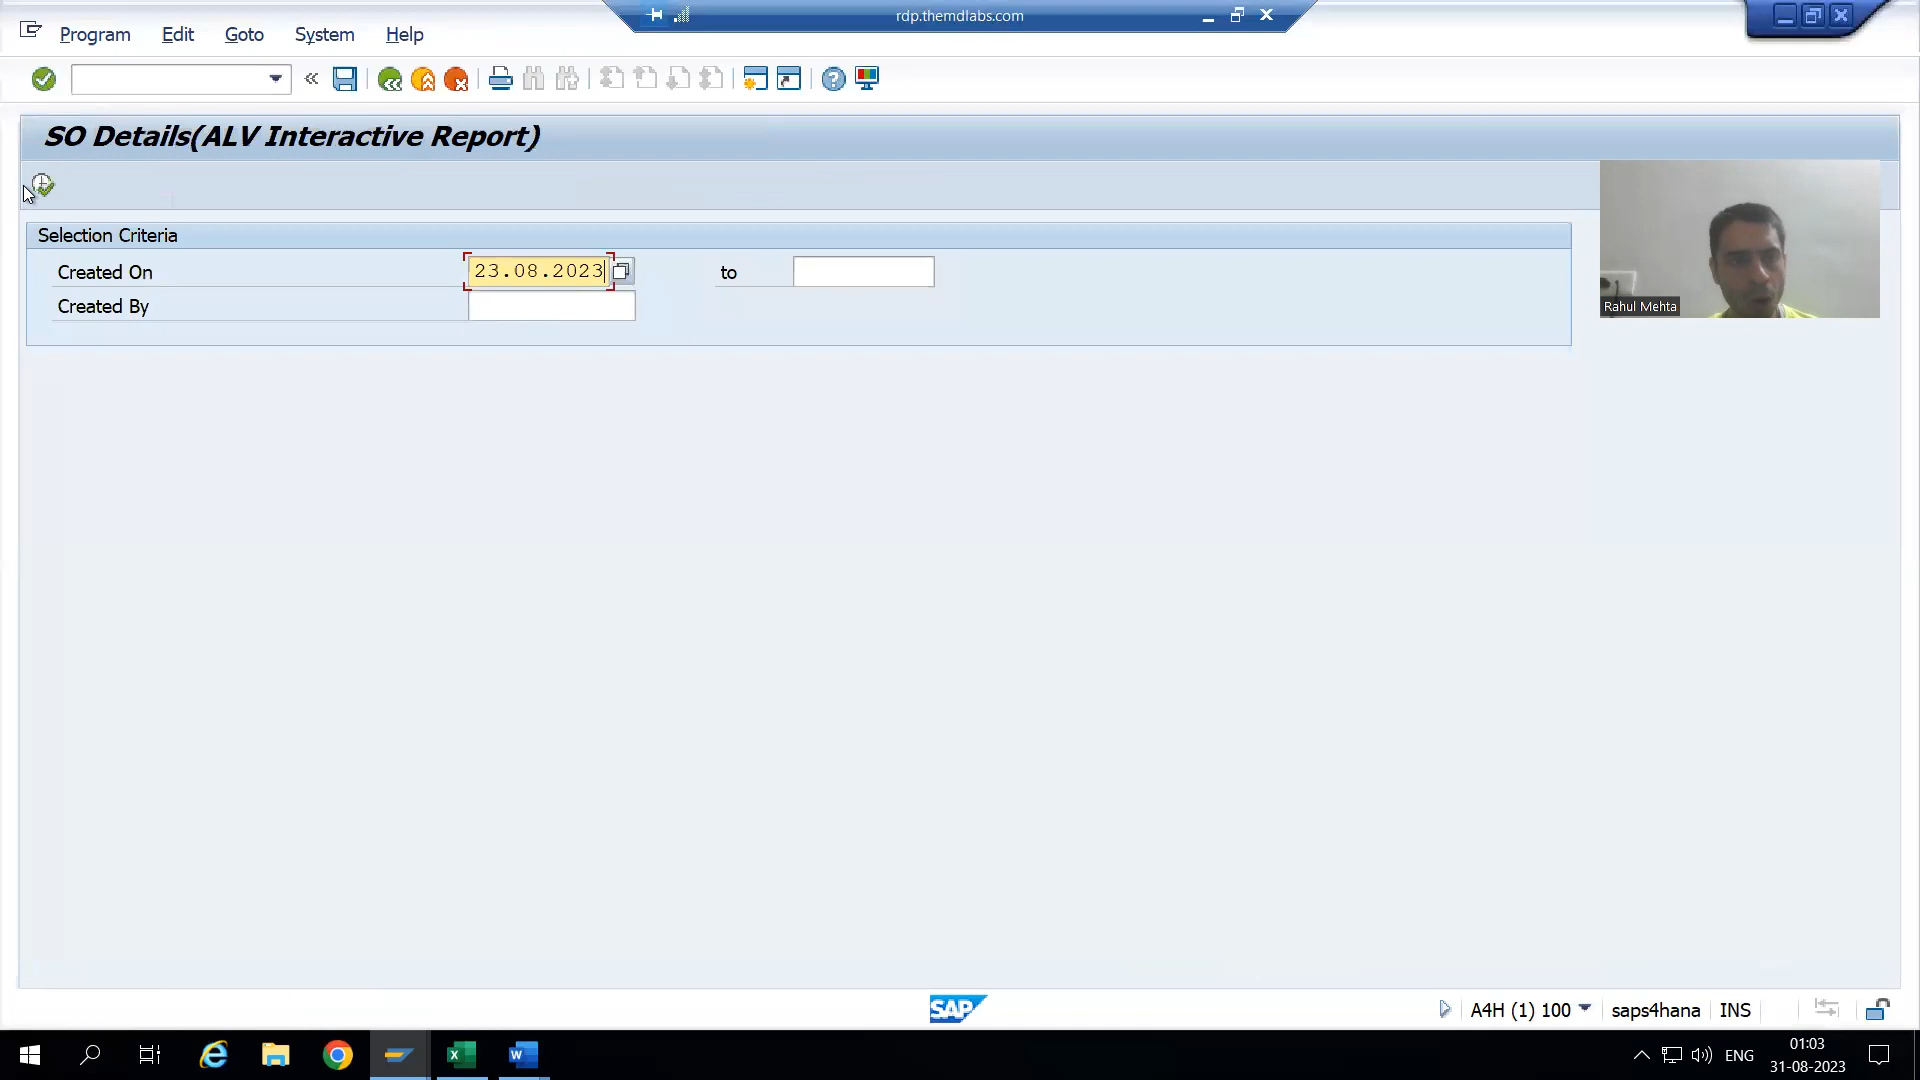 rdp.themdlabs.com
Program Edit Goto System Help
SO Details(ALV Interactive Report)
Selection Criteria
Created On 23.08.2023 to
Created By
Rahul Mehta
SAP
A4H (1) 100 saps4hana INS
ENG
01:03
31-08-2023